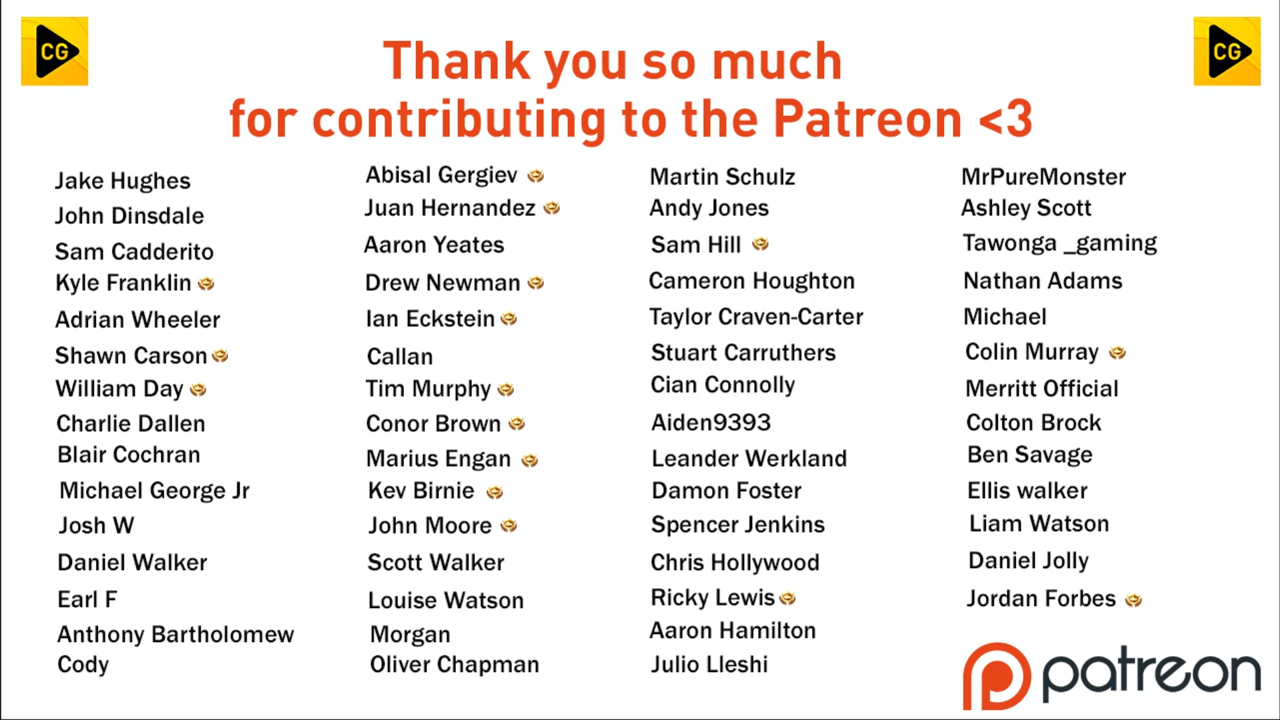 CG
CG
Thank you so much
for contributing to the Patreon <3
Jake Hughes
John Dinsdale
Sam Cadderito
Kyle Franklin
Adrian Wheeler
Shawn Carson
William Day
Charlie Dallen
Blair Cochran
Michael George Jr
Josh W
Daniel Walker
Earl F
Anthony Bartholomew
Cody
Abisal Gergiev
Juan Hernandez
Aaron Yeates
Drew Newman
Ian Eckstein
Callan
Tim Murphy
Conor Brown
Marius Engan
Kev Birnie
John Moore
Scott Walker
Louise Watson
Morgan
Oliver Chapman
Martin Schulz
Andy Jones
Sam Hill
Cameron Houghton
Taylor Craven-Carter
Stuart Carruthers
Cian Connolly
Aiden9393
Leander Werkland
Damon Foster
Spencer Jenkins
Chris Hollywood
Ricky Lewis
Aaron Hamilton
Julio Lleshi
MrPureMonster
Ashley Scott
Tawonga _gaming
Nathan Adams
Michael
Colin Murray
Merritt Official
Colton Brock
Ben Savage
Ellis walker
Liam Watson
Daniel Jolly
Jordan Forbes
patreon